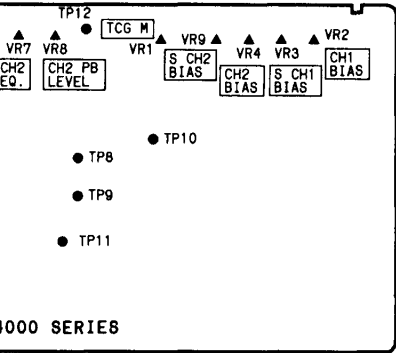 TP12
TCG M
VR7 VR8 VR1 VR9 VR4 VR3 VR2
CH2
EQ.
CH2 PB
LEVEL
S CH2
BIAS
CH2
BIAS
S CH1
BIAS
CH1
BIAS
TP10
TP8
TP9
TP11
4000 SERIES